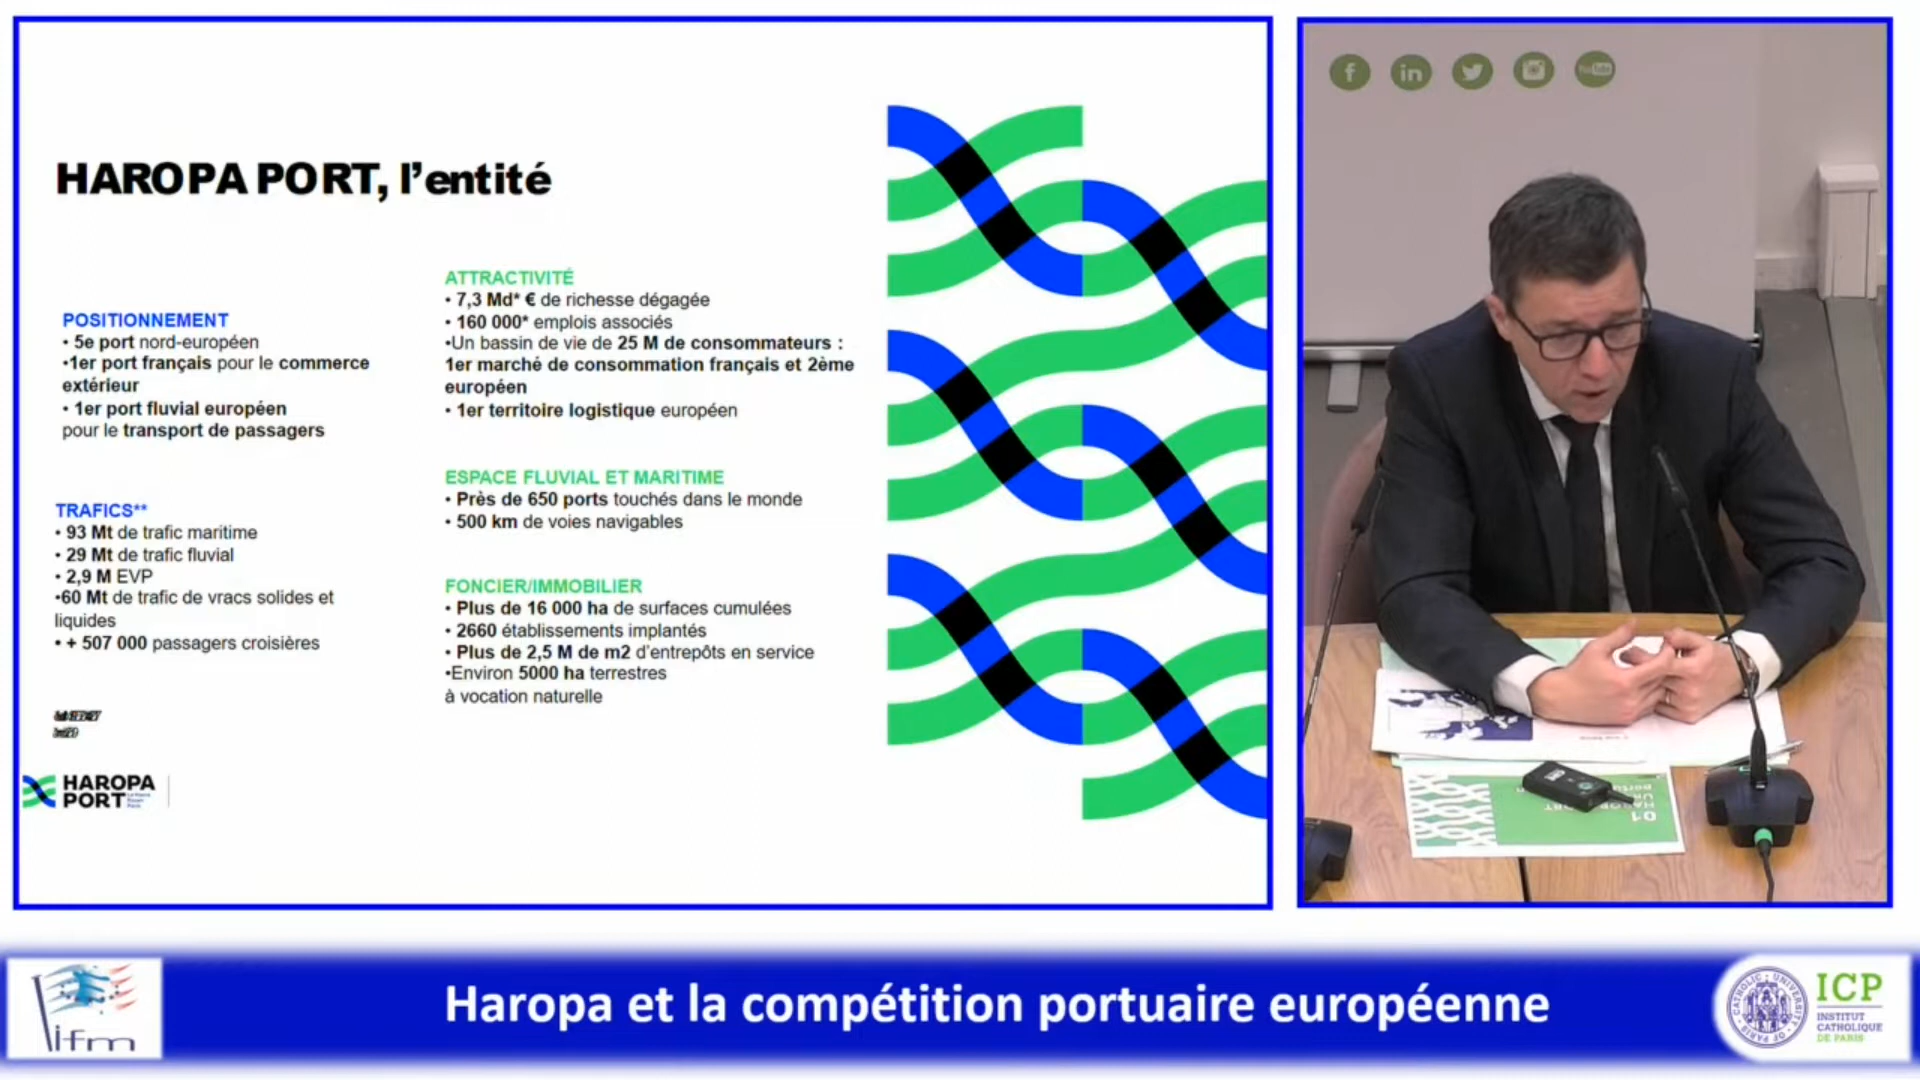 HAROPA PORT, l'entité
POSITIONNEMENT
• 5e port nord-européen
•1er port français pour le commerce
extérieur
• 1er port fluvial européen
pour le transport de passagers
TRAFICS**
• 93 Mt de trafic maritime
• 29 Mt de trafic fluvial
• 2,9 M EVP
•60 Mt de trafic de vracs solides et
liquides
• + 507 000 passagers croisières
ATTRACTIVITÉ
• 7,3 Md* € de richesse dégagée
• 160 000* emplois associés
•Un bassin de vie de 25 M de consommateurs :
1er marché de consommation français et 2ème
européen
• 1er territoire logistique européen
ESPACE FLUVIAL ET MARITIME
• Près de 650 ports touchés dans le monde
• 500 km de voies navigables
FONCIER/IMMOBILIER
• Plus de 16 000 ha de surfaces cumulées
• 2660 établissements implantés
• Plus de 2,5 M de m2 d'entrepôts en service
•Environ 5000 ha terrestres
à vocation naturelle
HAROPA
PORT
f
in
YouTube
01
ifm
Haropa et la compétition portuaire européenne
ICP
INSTITUT
CATHOLIQUE
DE PARIS